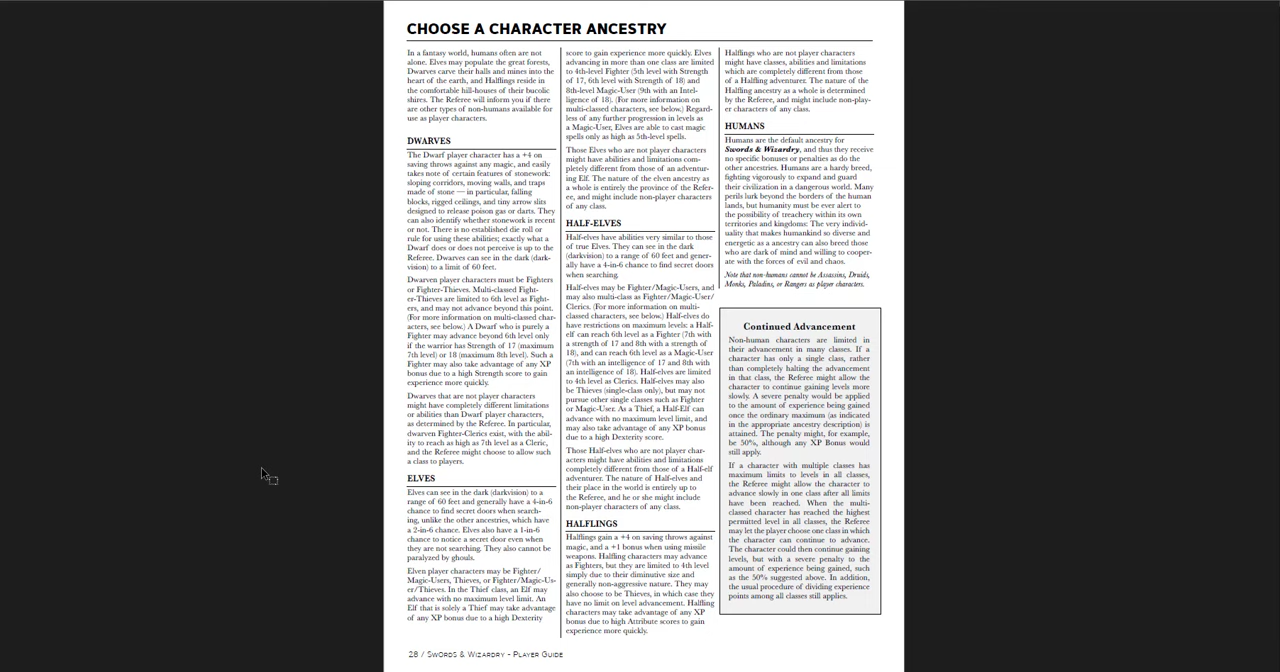 CHOOSE A CHARACTER ANCESTRY
In a fantasy world, humans often are not
alone. Elves may populate the great forests,
Dwarves carve their halls and mines into the
heart of the earth, and Halflings reside in
the comfortable hill-houses of their bucolic
shires. The Referee will inform you if there
are other types of non-humans available for
use as player characters.
DWARVES
The Dwarf player character has a +4 on
saving throws against any magic, and easily
takes note of certain features of stonework:
sloping corridors, moving walls, and traps
made of stone — in particular, falling
blocks, rigged ceilings, and tiny arrow slits
designed to release poison gas or darts. They
can also identify whether stonework is recent
or not. There is no established die roll or
rule for using these abilities; exactly what a
Dwarf does or does not perceive is up to the
Referee. Dwarves can see in the dark (dark-
vision) to a limit of 60 feet.
Dwarven player characters must be Fighters
or Fighter-Thieves. Multi-classed Fight-
er-Thieves are limited to 6th level as Fight-
ers, and may not advance beyond this point.
(For more information on multi-classed char-
acters, see below.) A Dwarf who is purely a
Fighter may advance beyond 6th level only
if the warrior has Strength of 17 (maximum
7th level) or 18 (maximum 8th level). Such a
Fighter may also take advantage of any XP
bonus due to a high Strength score to gain
experience more quickly.
Dwarves that are not player characters
might have completely different limitations
or abilities than Dwarf player characters,
as determined by the Referee. In particular,
dwarven Fighter-Clerics exist, with the abil-
ity to reach as high as 7th level as a Cleric,
and the Referee might choose to allow such
a class to players.
ELVES
Elves can see in the dark (darkvision) to a
range of 60 feet and generally have a 4-in-6
chance to find secret doors when search-
ing, unlike the other ancestries, which have
a 2-in-6 chance. Elves also have a 1-in-6
chance to notice a secret door even when
they are not searching. They also cannot be
paralyzed by ghouls.
Elven player characters may be Fighter/
Magic-Users, Thieves, or Fighter/Magic-Us-
er/Thieves. In the Thief class, an Elf may
advance with no maximum level limit. An
Elf that is solely a Thief may take advantage
of any XP bonus due to a high Dexterity
score to gain experience more quickly. Elves
advancing in more than one class are limited
to 4th-level Fighter (5th level with Strength
of 17, 6th level with Strength of 18) and
8th-level Magic-User (9th with an Intel-
ligence of 18). (For more information on
multi-classed characters, see below.) Regard-
less of any further progression in levels as
a Magic-User, Elves are able to cast magic
spells only as high as 5th-level spells.
Those Elves who are not player characters
might have abilities and limitations com-
pletely different from those of an adventur-
ing Elf. The nature of the elven ancestry as
a whole is entirely the province of the Refer-
ee, and might include non-player characters
of any class.
HALF-ELVES
Half-elves have abilities very similar to those
of true Elves. They can see in the dark
(darkvision) to a range of 60 feet and gener-
ally have a 4-in-6 chance to find secret doors
when searching.
Half-elves may be Fighter/Magic-Users, and
may also multi-class as Fighter/Magic-User/
Clerics. (For more information on multi-
classed characters, see below.) Half-elves do
have restrictions on maximum levels: a Half-
elf can reach 6th level as a Fighter (7th with
a strength of 17 and 8th with a strength of
18), and can reach 6th level as a Magic-User
(7th with an intelligence of 17 and 8th with
an intelligence of 18). Half-elves are limited
to 4th level as Clerics. Half-elves may also
be Thieves (single-class only), but may not
pursue other single classes such as Fighter
or Magic-User. As a Thief, a Half-Elf can
advance with no maximum level limit, and
may also take advantage of any XP bonus
due to a high Dexterity score.
Those Half-elves who are not player char-
acters might have abilities and limitations
completely different from those of a Half-elf
adventurer. The nature of Half-elves and
their place in the world is entirely up to
the Referee, and he or she might include
non-player characters of any class.
HALFLINGS
Halflings gain a +4 on saving throws against
magic, and a +1 bonus when using missile
weapons. Halfling characters may advance
as Fighters, but they are limited to 4th level
simply due to their diminutive size and
generally non-aggressive nature. They may
also choose to be Thieves, in which case they
have no limit on level advancement. Halfling
characters may take advantage of any XP
bonus due to high Attribute scores to gain
experience more quickly.
Halflings who are not player characters
might have classes, abilities and limitations
which are completely different from those
of a Halfling adventurer. The nature of the
Halfling ancestry as a whole is determined
by the Referee, and might include non-play-
er characters of any class.
HUMANS
Humans are the default ancestry for
Swords & Wizardry, and thus they receive
no specific bonuses or penalties as do the
other ancestries. Humans are a hardy breed,
fighting vigorously to expand and guard
their civilization in a dangerous world. Many
perils lurk beyond the borders of the human
lands, but humanity must be ever alert to
the possibility of treachery within its own
territories and kingdoms: The very individ-
uality that makes humankind so diverse and
energetic as a ancestry can also breed those
who are dark of mind and willing to cooper-
ate with the forces of evil and chaos.
Note that non-humans cannot be Assassins, Druids,
Monks, Paladins, or Rangers as player characters.
Continued Advancement
Non-human characters are limited in
their advancement in many classes. If a
character has only a single class, rather
than completely halting the advancement
in that class, the Referee might allow the
character to continue gaining levels more
slowly. A severe penalty would be applied
to the amount of experience being gained
once the ordinary maximum (as indicated
in the appropriate ancestry description) is
attained. The penalty might, for example,
be 50%, although any XP Bonus would
still apply.
If a character with multiple classes has
maximum limits to levels in all classes,
the Referee might allow the character to
advance slowly in one class after all limits
have been reached. When the multi-
classed character has reached the highest
permitted level in all classes, the Referee
may let the player choose one class in which
the character can continue to advance.
The character could then continue gaining
levels, but with a severe penalty to the
amount of experience being gained, such
as the 50% suggested above. In addition,
the usual procedure of dividing experience
points among all classes still applies.
28 / Swords & Wizardry - Player Guide